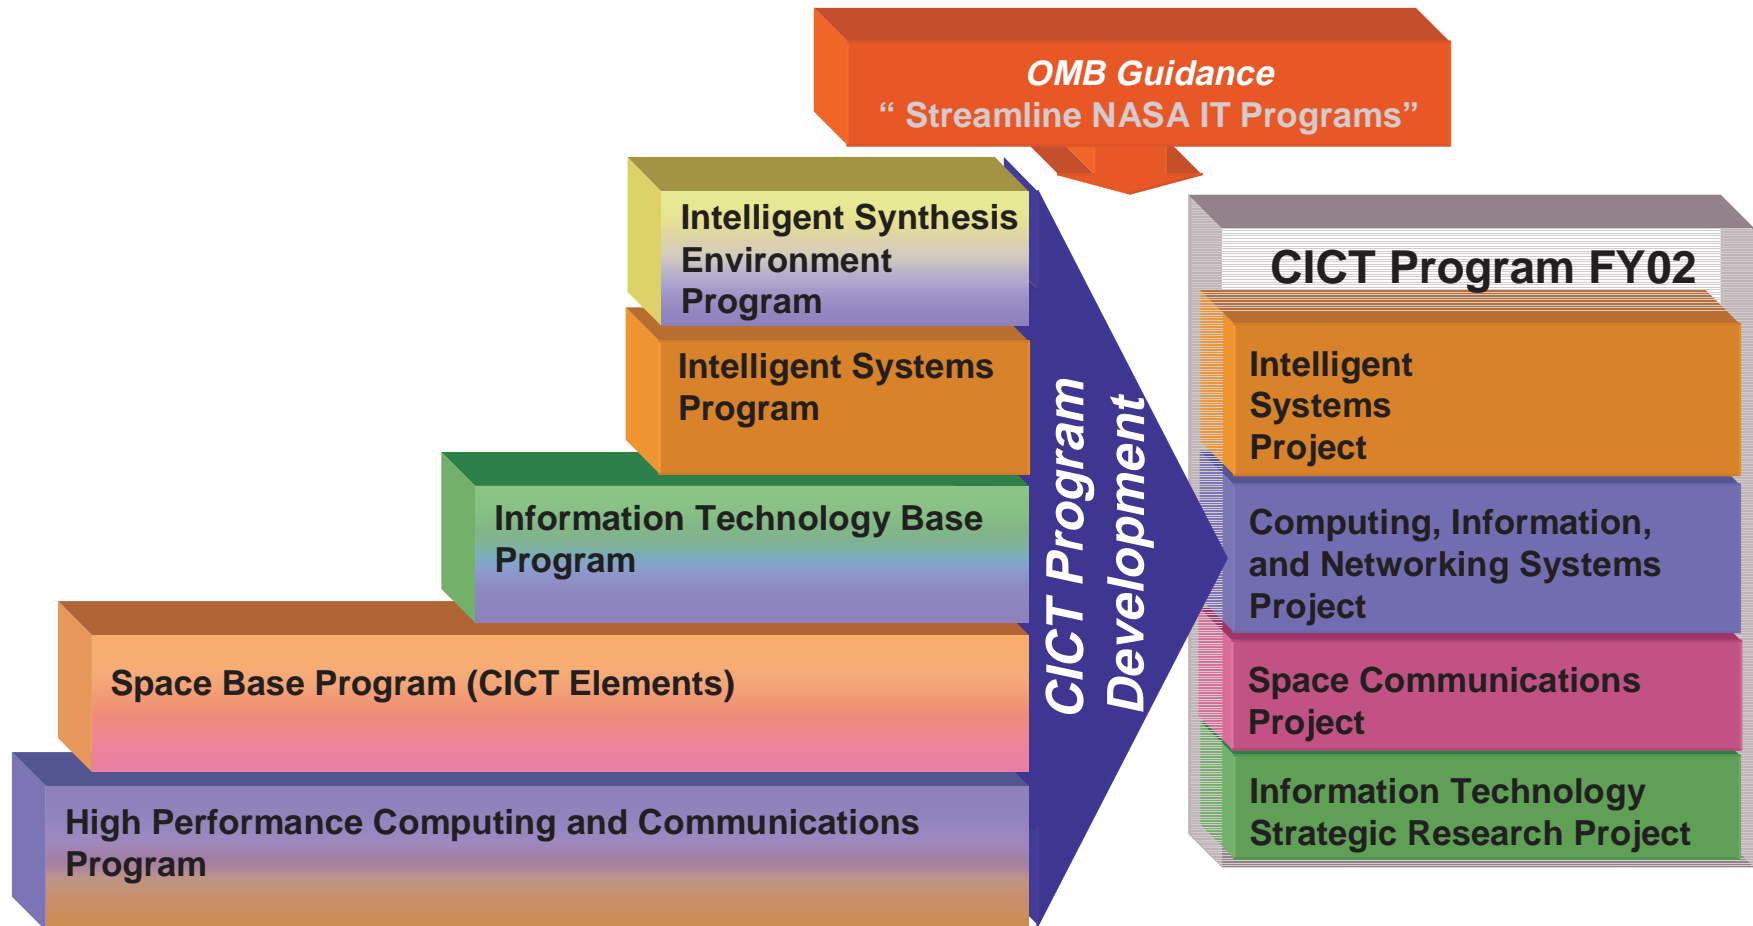 OMB Guidance
“ Streamline NASA IT Programs”
Intelligent Synthesis
Environment
Program
Intelligent Systems
Program
Information Technology Base
Program
Space Base Program (CICT Elements)
High Performance Computing and Communications
Program
CICT Program
Development
CICT Program FY02
Intelligent
Systems
Project
Computing, Information,
and Networking Systems
Project
Space Communications
Project
Information Technology
Strategic Research Project